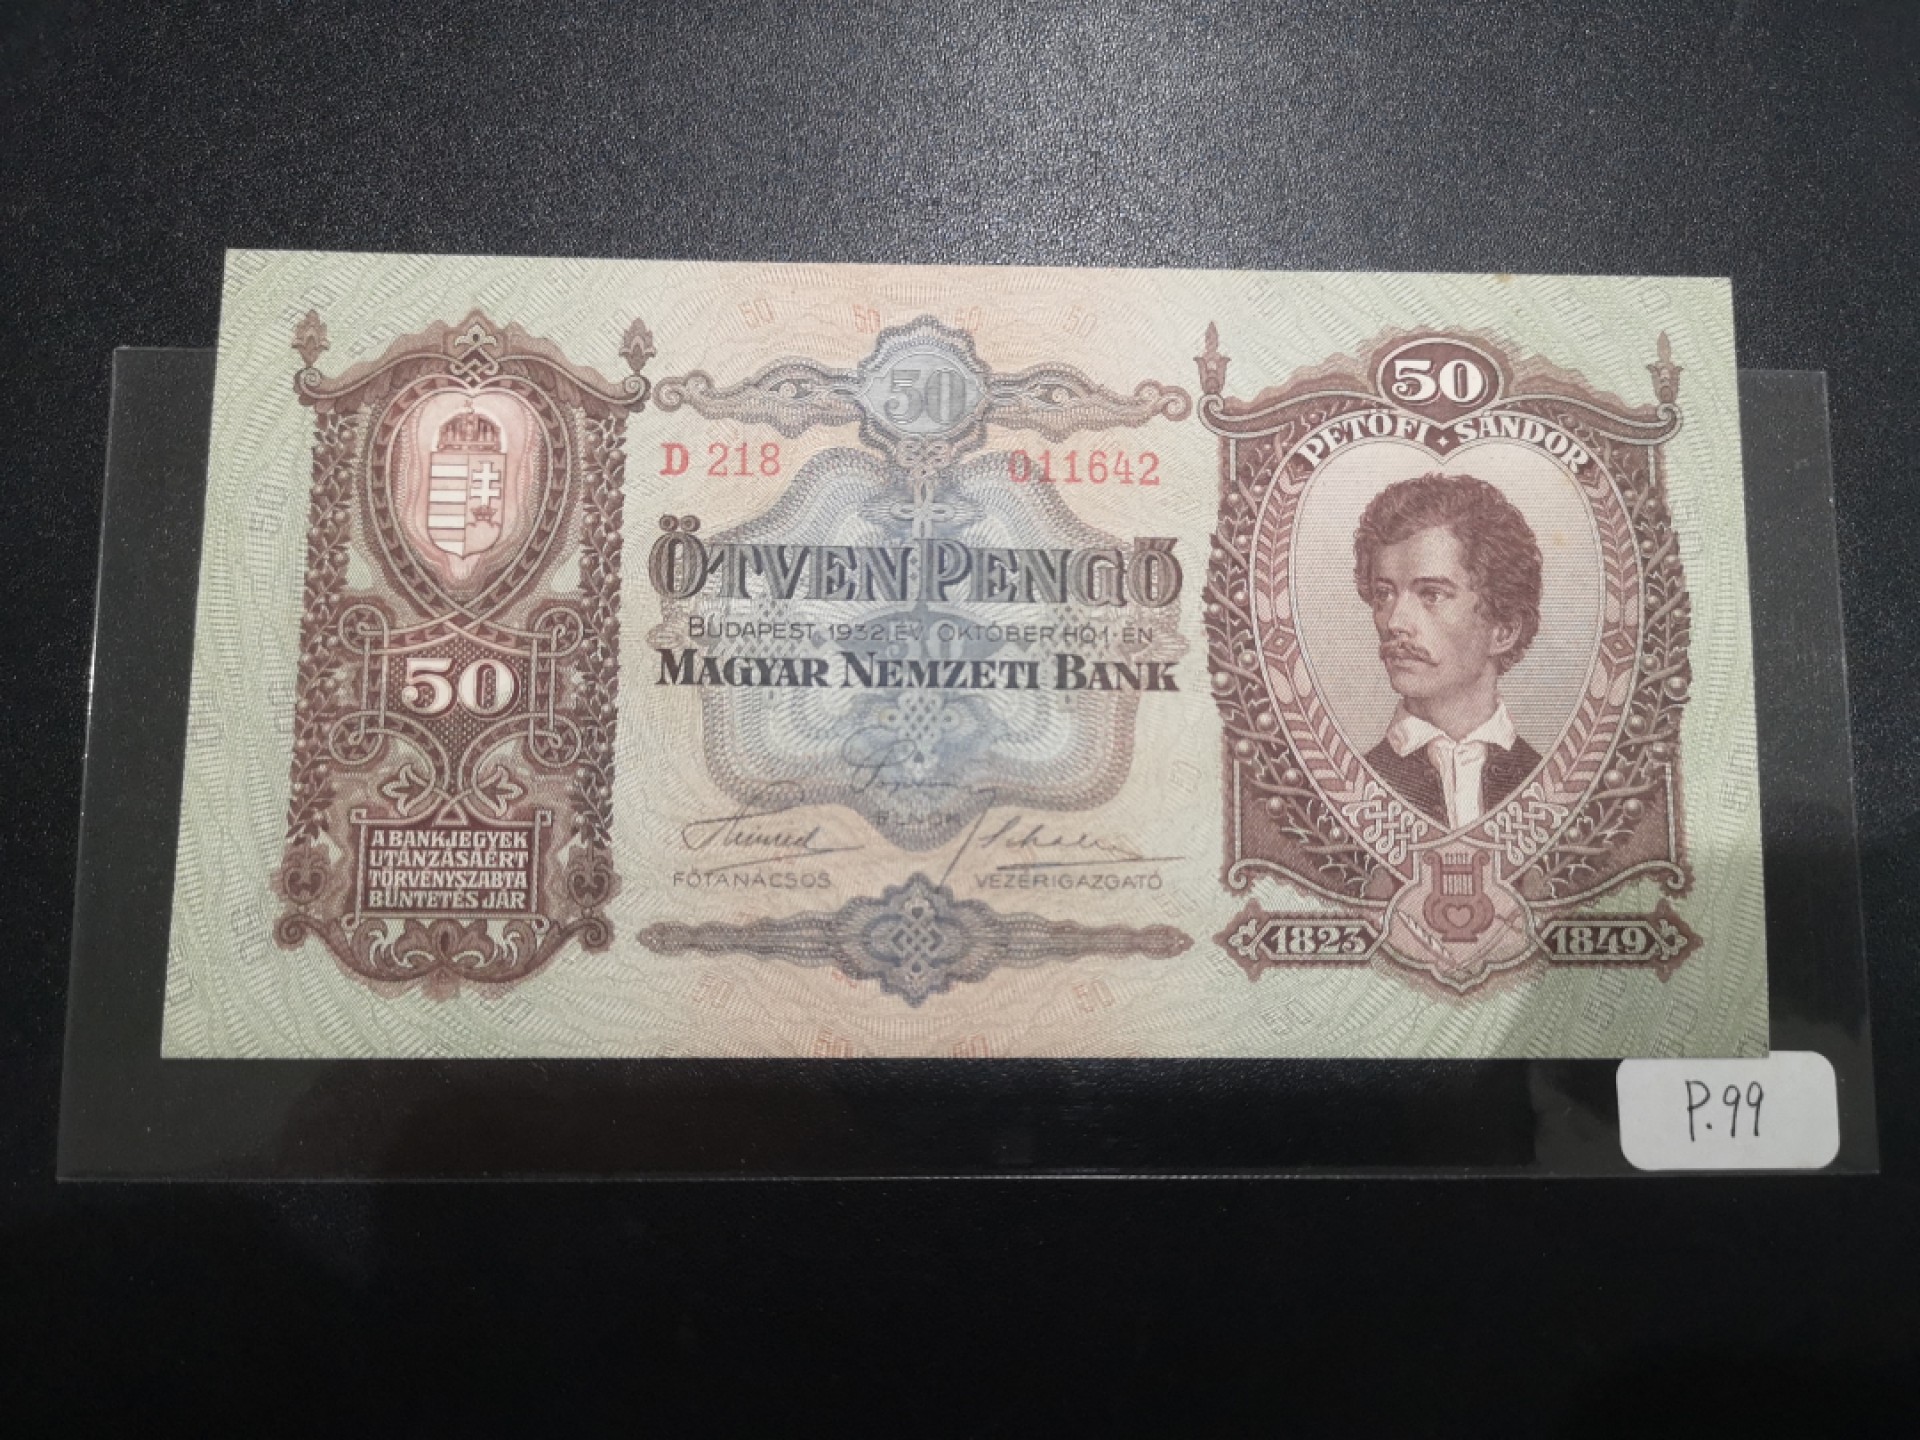 50
PETŐFI · SÁNDOR
50
D 218
011642
ÖTVEN PENGŐ
BUDAPEST, 1932. ÉV. OKTÓBER HÓ 1-ÉN
MAGYAR NEMZETI BANK
50
A BANKJEGYEK
UTÁNZÁSÁÉRT
TÖRVÉNYSZABTA
BÜNTETÉS JÁR
ELNÖK
FŐTANÁCSOS
VEZÉRIGAZGATÓ
1823
1849
P.99